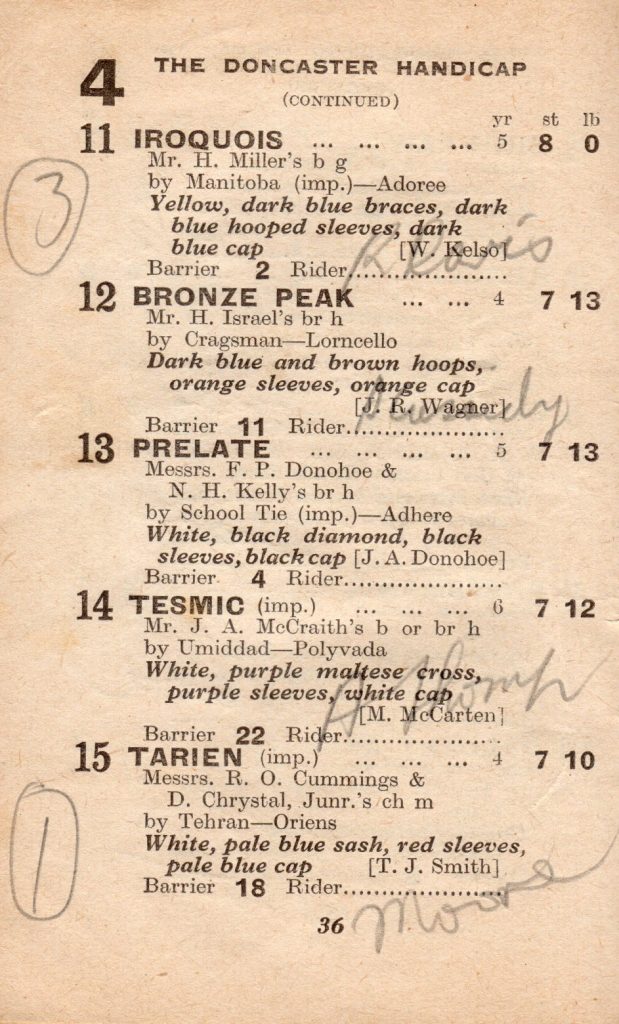 4 THE DONCASTER HANDICAP
(CONTINUED)
yr st lb
11 IROQUOIS ... ... ... ... 5 8 0
Mr. H. Miller's b g
by Manitoba (imp.)—Adoree
3
Yellow, dark blue braces, dark
blue hooped sleeves, dark
blue cap [W. Kelso]
Barrier 2 Rider......................
12 BRONZE PEAK ... ... 4 7 13
Mr. H. Israel's br h
by Cragsman—Lorncello
Dark blue and brown hoops,
orange sleeves, orange cap
[J. R. Wagner]
Barrier 11 Rider......................
13 PRELATE ... ... ... ... 5 7 13
Messrs. F. P. Donohoe &
N. H. Kelly's br h
by School Tie (imp.)—Adhere
White, black diamond, black
sleeves, black cap [J. A. Donohoe]
Barrier 4 Rider......................
14 TESMIC (imp.) ... ... ... 6 7 12
Mr. J. A. McCraith's b or br h
by Umiddad—Polyvada
White, purple maltese cross,
purple sleeves, white cap
A Thomp
[M. McCarten]
Barrier 22 Rider......................
15 TARIEN (imp.) ... ... ... 4 7 10
Messrs. R. O. Cummings &
D. Chrystal, Junr.'s ch m
by Tehran—Oriens
1
White, pale blue sash, red sleeves,
pale blue cap [T. J. Smith]
Barrier 18 Rider......................
Moore
36